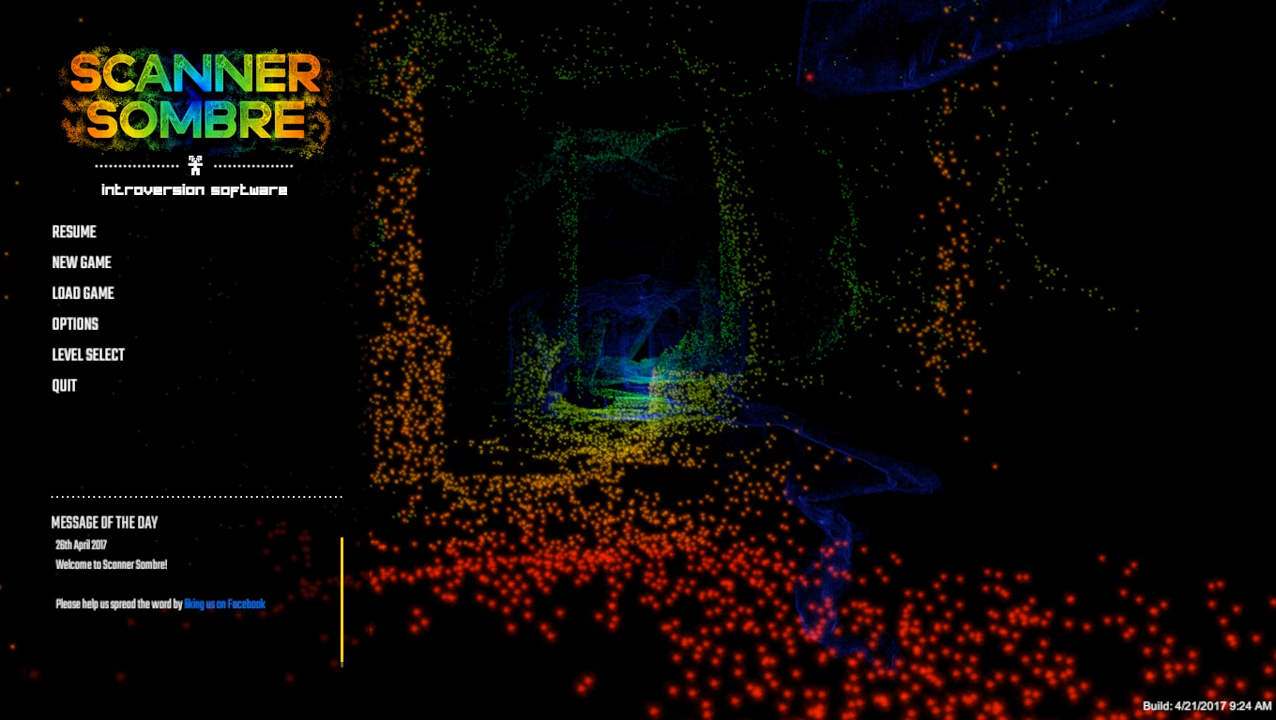 SCANNER
SOMBRE
introversion software
RESUME
NEW GAME
LOAD GAME
OPTIONS
LEVEL SELECT
QUIT
MESSAGE OF THE DAY
26th April 2017
Welcome to Scanner Sombre!
Please help us spread the word by liking us on Facebook
Build: 4/21/2017 9:24 AM